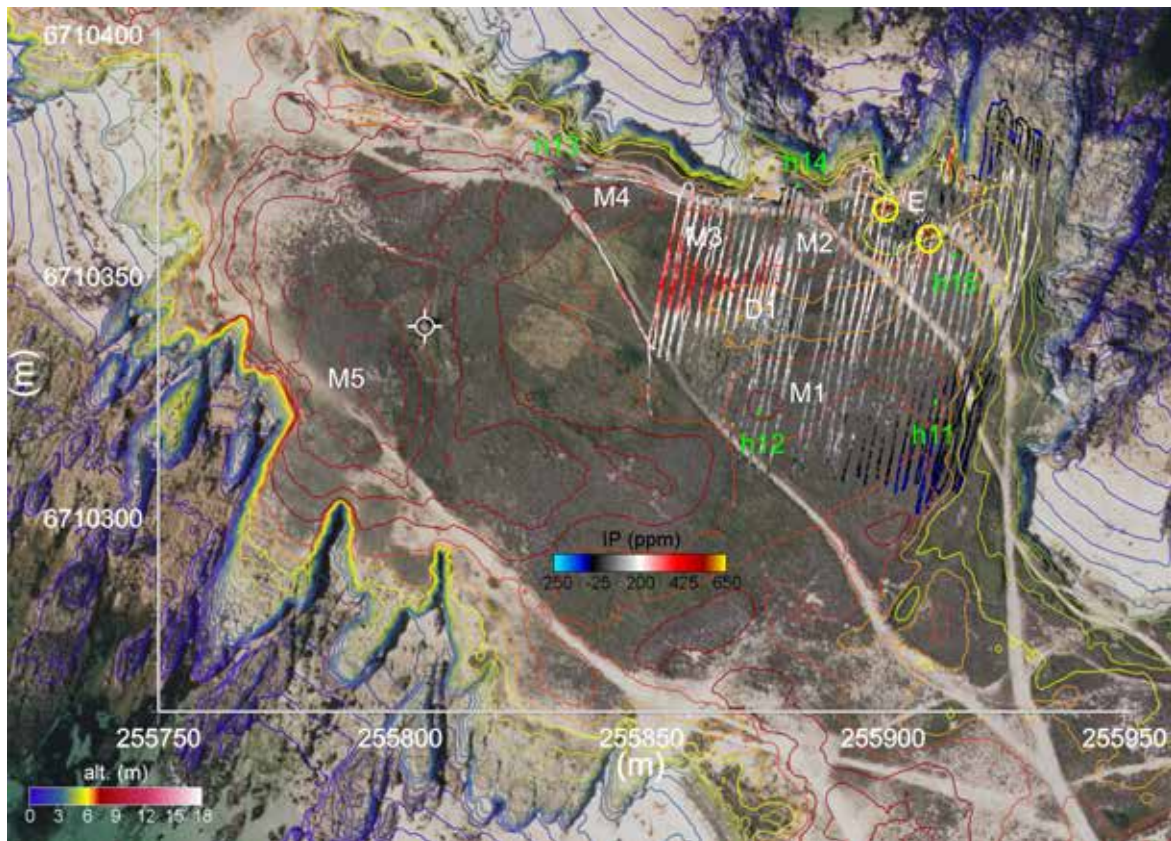 6710400
h13
h14
M4
E
M3
M2
6710350
h15
D1
(m)
M5
M1
h12
h11
6710300
IP (ppm)
250 -25 200 425 650
255750
255800
255850
255900
255950
(m)
alt. (m)
0 3 6 9 12 15 18